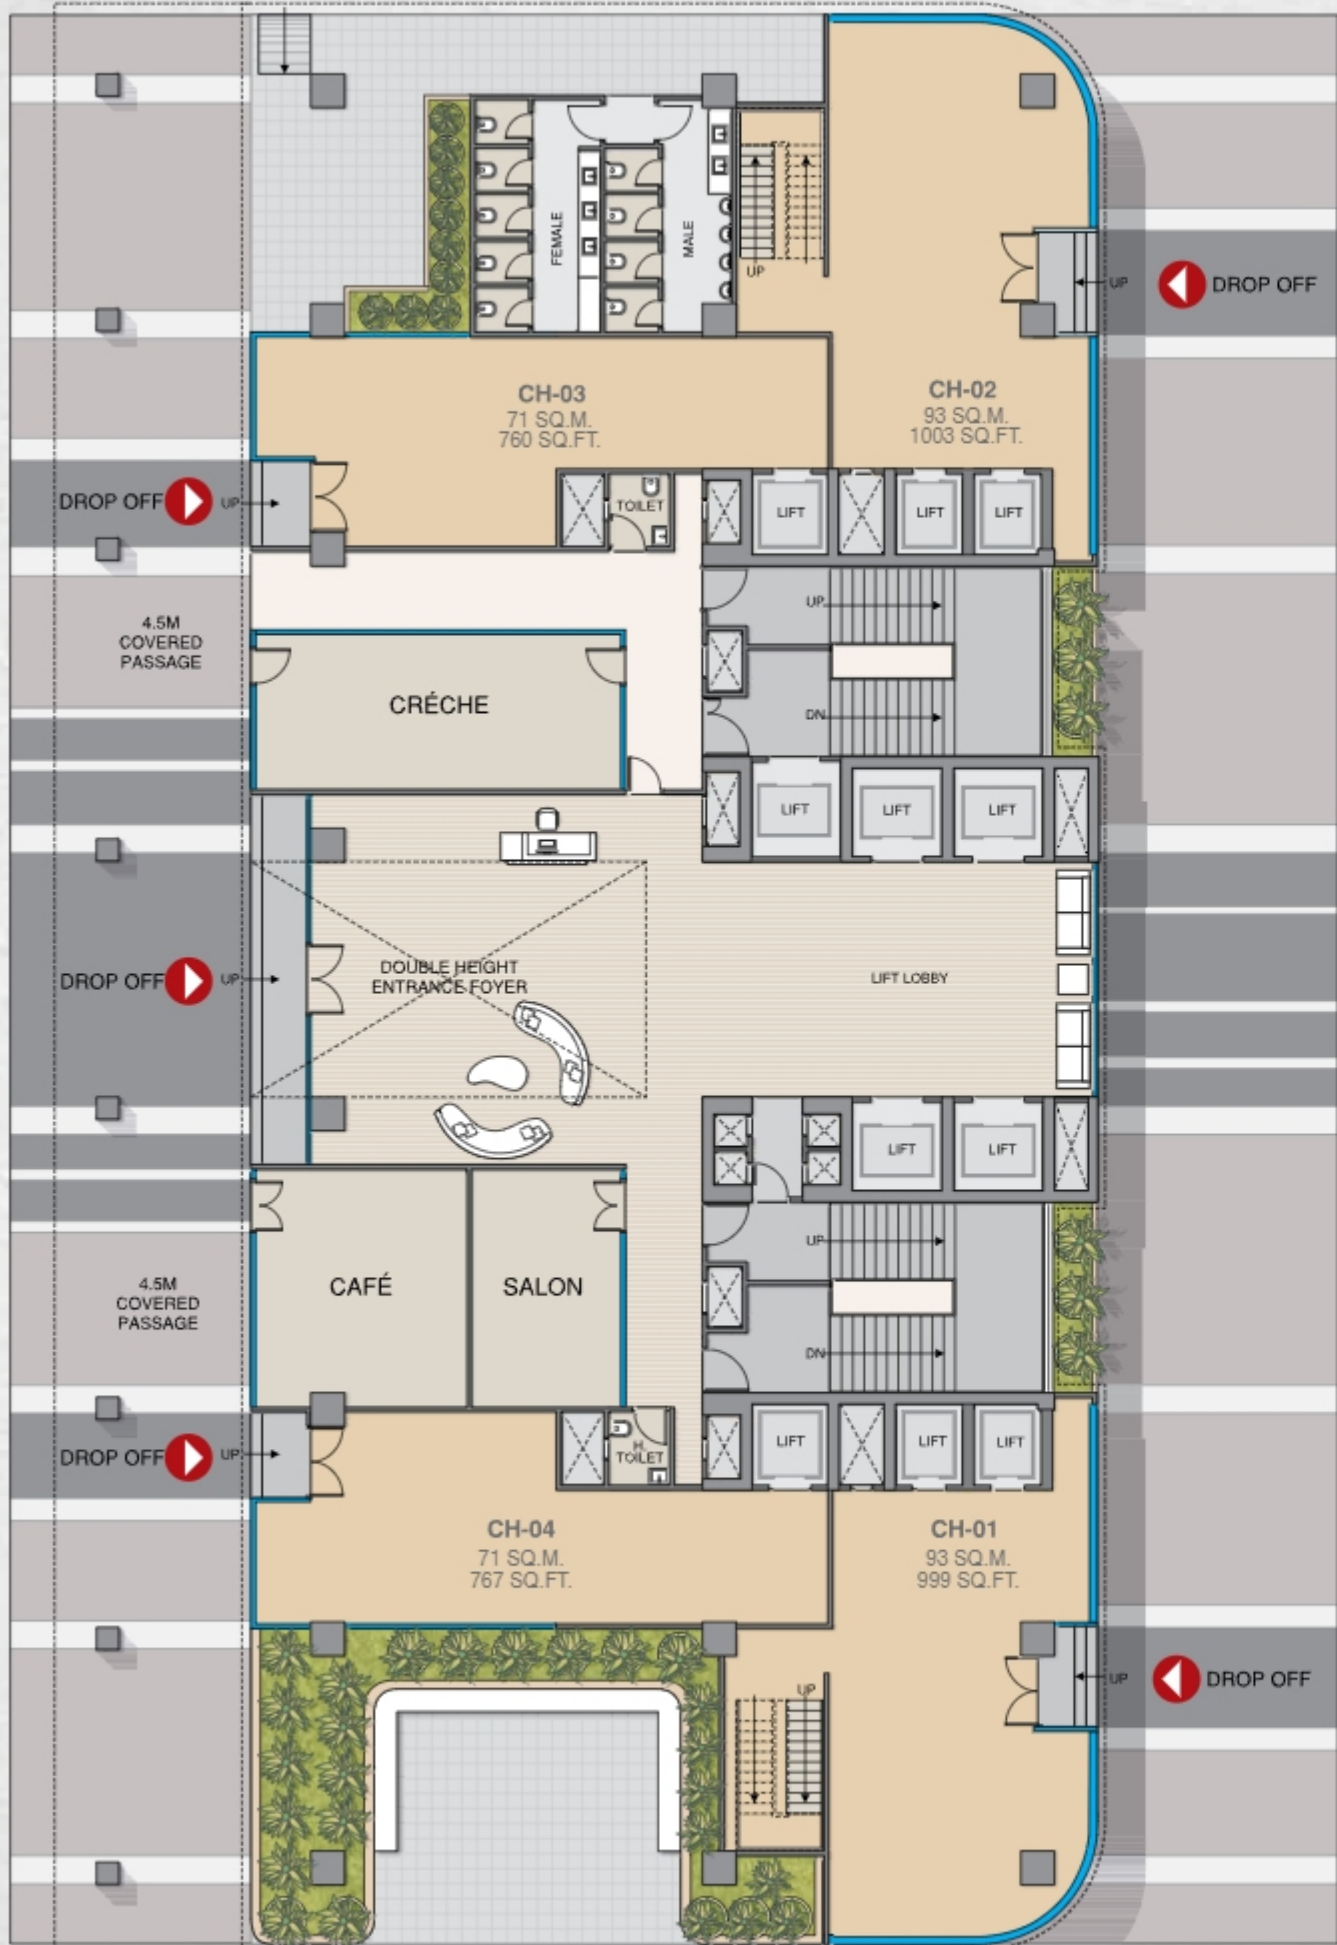 FEMALE
MALE
UP
UP
DROP OFF
CH-03
71 SQ.M.
760 SQ.FT.
CH-02
93 SQ.M.
1003 SQ.FT.
DROP OFF
UP
TOILET
LIFT
LIFT
LIFT
4.5M
COVERED
PASSAGE
UP
CRÉCHE
DN
LIFT
LIFT
LIFT
DROP OFF
UP
DOUBLE HEIGHT
ENTRANCE FOYER
LIFT LOBBY
LIFT
LIFT
4.5M
COVERED
PASSAGE
CAFÉ
SALON
UP
DN
DROP OFF
UP
H.
TOILET
LIFT
LIFT
LIFT
CH-04
71 SQ.M.
767 SQ.FT.
CH-01
93 SQ.M.
999 SQ.FT.
UP
UP
DROP OFF